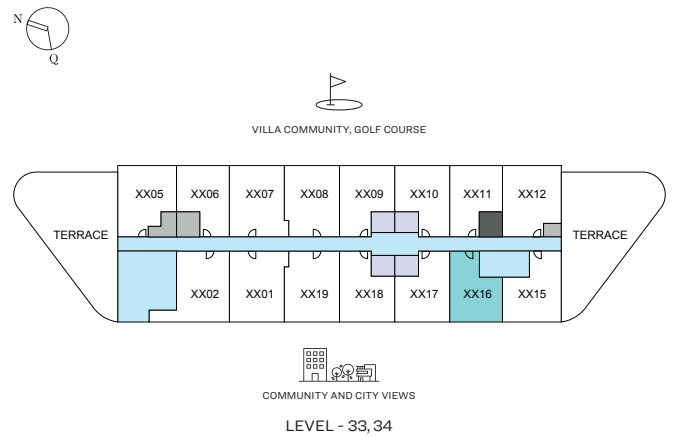 N
Q
VILLA COMMUNITY, GOLF COURSE
XX05 XX06 XX07 XX08 XX09 XX10 XX11 XX12
TERRACE TERRACE
XX02 XX01 XX19 XX18 XX17 XX16 XX15
COMMUNITY AND CITY VIEWS
LEVEL - 33, 34